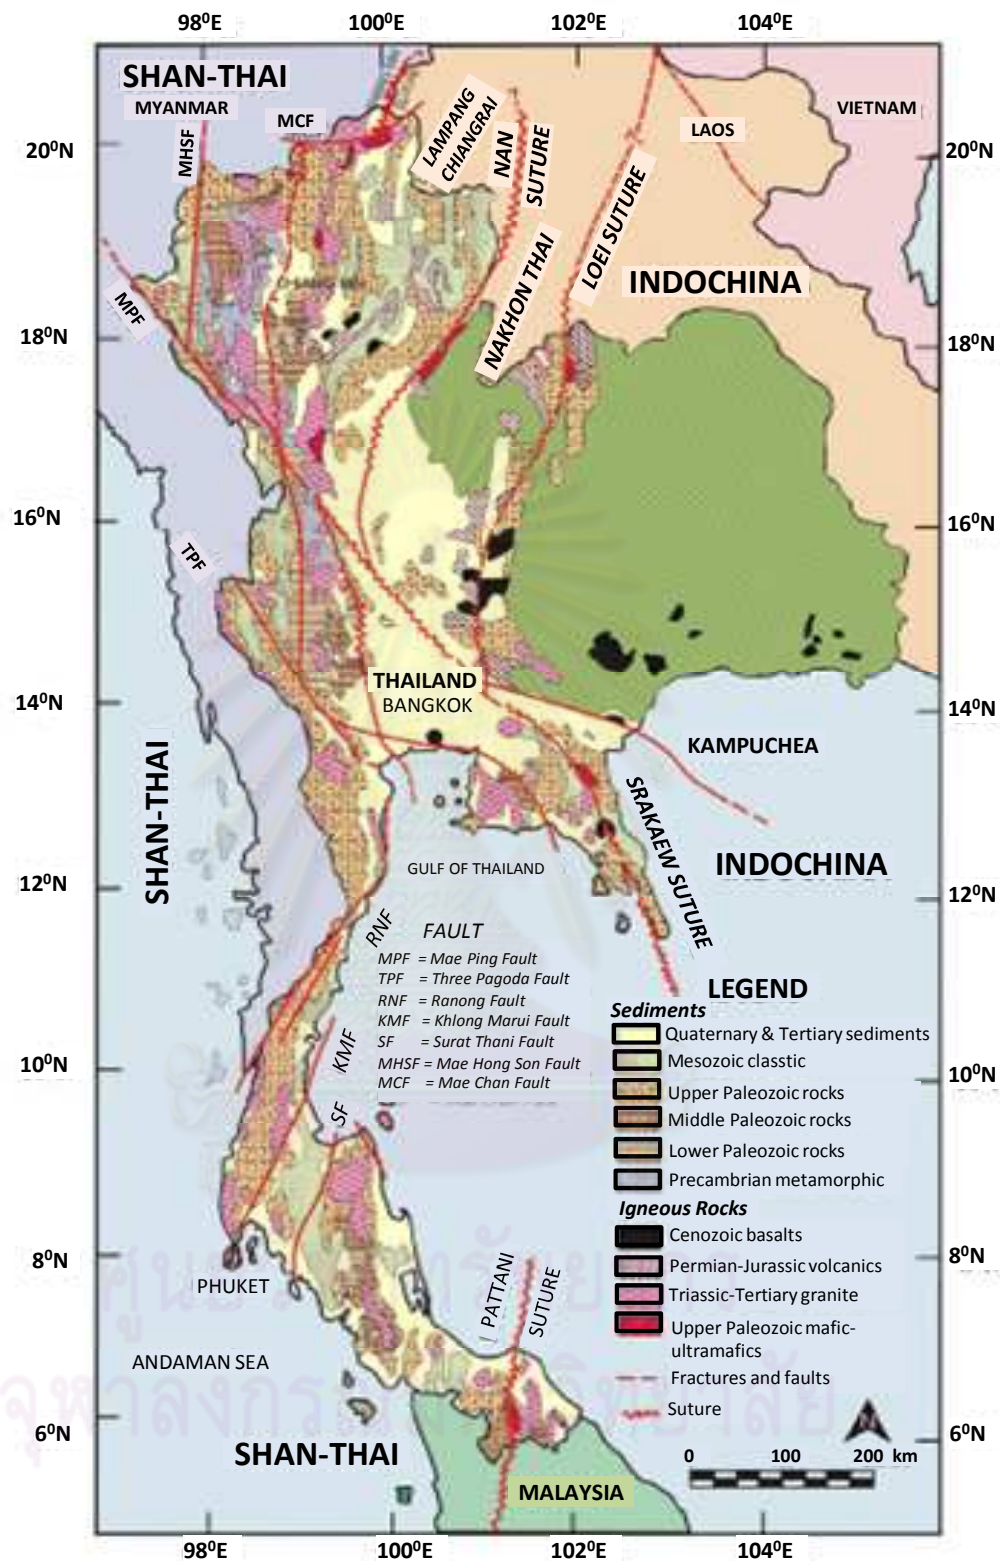 98⁰E 100⁰E 102⁰E 104⁰E
SHAN-THAI
MYANMAR
MHSF
MCF
LAMPANG
CHIANGRAI
NAN
SUTURE
LAOS
VIETNAM
20⁰N
20⁰N
LOEI SUTURE
NAKHON THAI
INDOCHINA
MPF
18⁰N
18⁰N
16⁰N
16⁰N
TPF
THAILAND
BANGKOK
14⁰N
14⁰N
KAMPUCHEA
SHAN-THAI
SRAKAEW SUTURE
INDOCHINA
GULF OF THAILAND
12⁰N
12⁰N
RNF
FAULT
MPF = Mae Ping Fault
TPF = Three Pagoda Fault
RNF = Ranong Fault
KMF = Khlong Marui Fault
SF = Surat Thani Fault
MHSF = Mae Hong Son Fault
MCF = Mae Chan Fault
KMF
SF
10⁰N
10⁰N
LEGEND
Sediments
Quaternary & Tertiary sediments
Mesozoic classtic
Upper Paleozoic rocks
Middle Paleozoic rocks
Lower Paleozoic rocks
Precambrian metamorphic
Igneous Rocks
Cenozoic basalts
Permian-Jurassic volcanics
Triassic-Tertiary granite
Upper Paleozoic mafic-
ultramafics
Fractures and faults
Suture
8⁰N
8⁰N
PHUKET
PATTANI
SUTURE
ANDAMAN SEA
6⁰N
6⁰N
SHAN-THAI
MALAYSIA
N
0 100 200 km
98⁰E 100⁰E 102⁰E 104⁰E